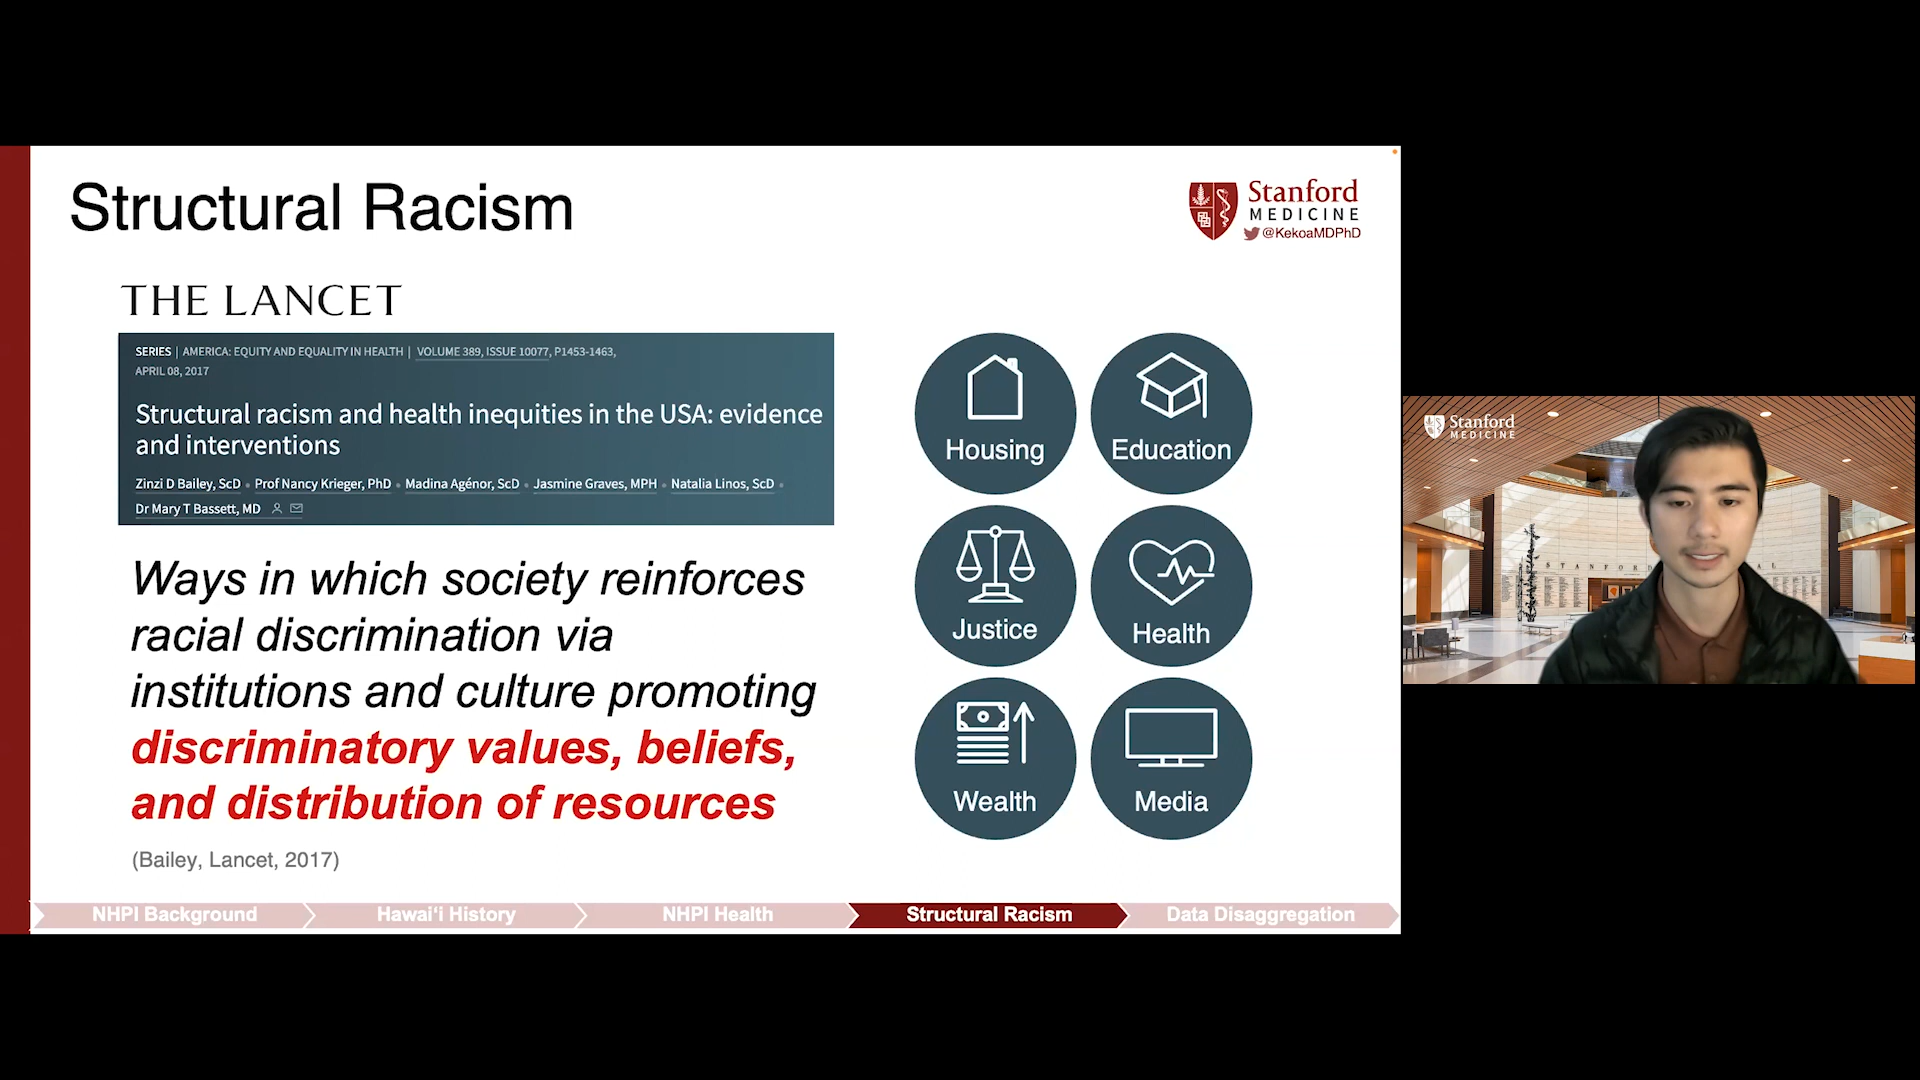 Structural Racism
Stanford
MEDICINE
@KekoaMDPhD
THE LANCET
SERIES | AMERICA: EQUITY AND EQUALITY IN HEALTH | VOLUME 389, ISSUE 10077, P1453-1463,
APRIL 08, 2017
Structural racism and health inequities in the USA: evidence
and interventions
Zinzi D Bailey, ScD • Prof Nancy Krieger, PhD • Madina Agénor, ScD • Jasmine Graves, MPH • Natalia Linos, ScD •
Dr Mary T Bassett, MD
Ways in which society reinforces
racial discrimination via
institutions and culture promoting
discriminatory values, beliefs,
and distribution of resources
(Bailey, Lancet, 2017)
Housing
Education
Justice
Health
Wealth
Media
NHPI Background
Hawaiʻi History
NHPI Health
Structural Racism
Data Disaggregation
Stanford
MEDICINE